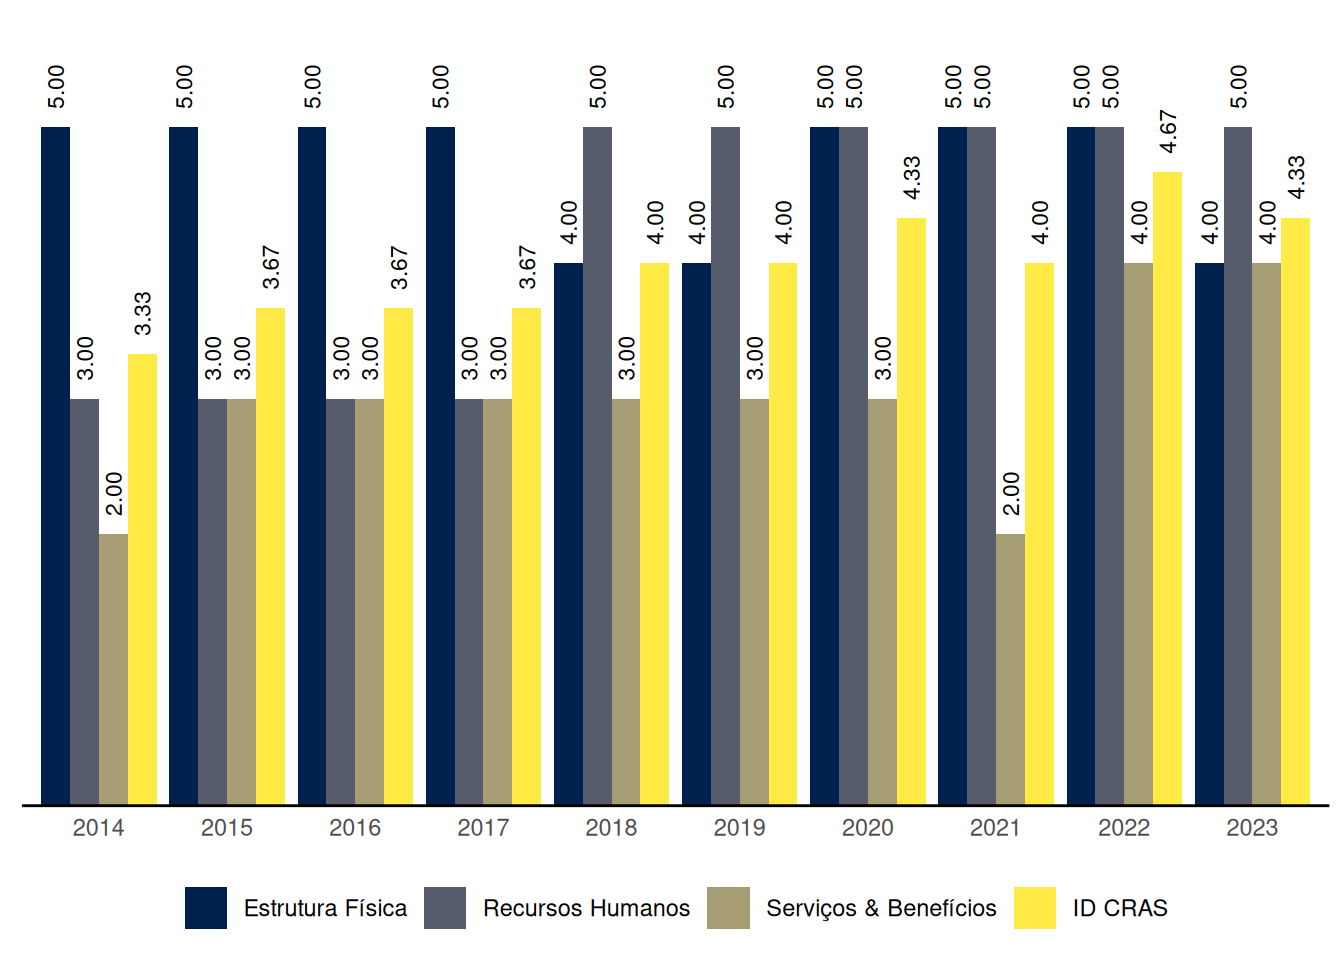 5.00 3.00 2.00 3.33
5.00 3.00 3.00 3.67
5.00 3.00 3.00 3.67
5.00 3.00 3.00 3.67
4.00 5.00 3.00 4.00
4.00 5.00 3.00 4.00
5.00 5.00 3.00 4.33
5.00 5.00 2.00 4.00
5.00 5.00 4.00 4.67
4.00 5.00 4.00 4.33
2014 2015 2016 2017 2018 2019 2020 2021 2022 2023
Estrutura Física Recursos Humanos Serviços & Benefícios ID CRAS